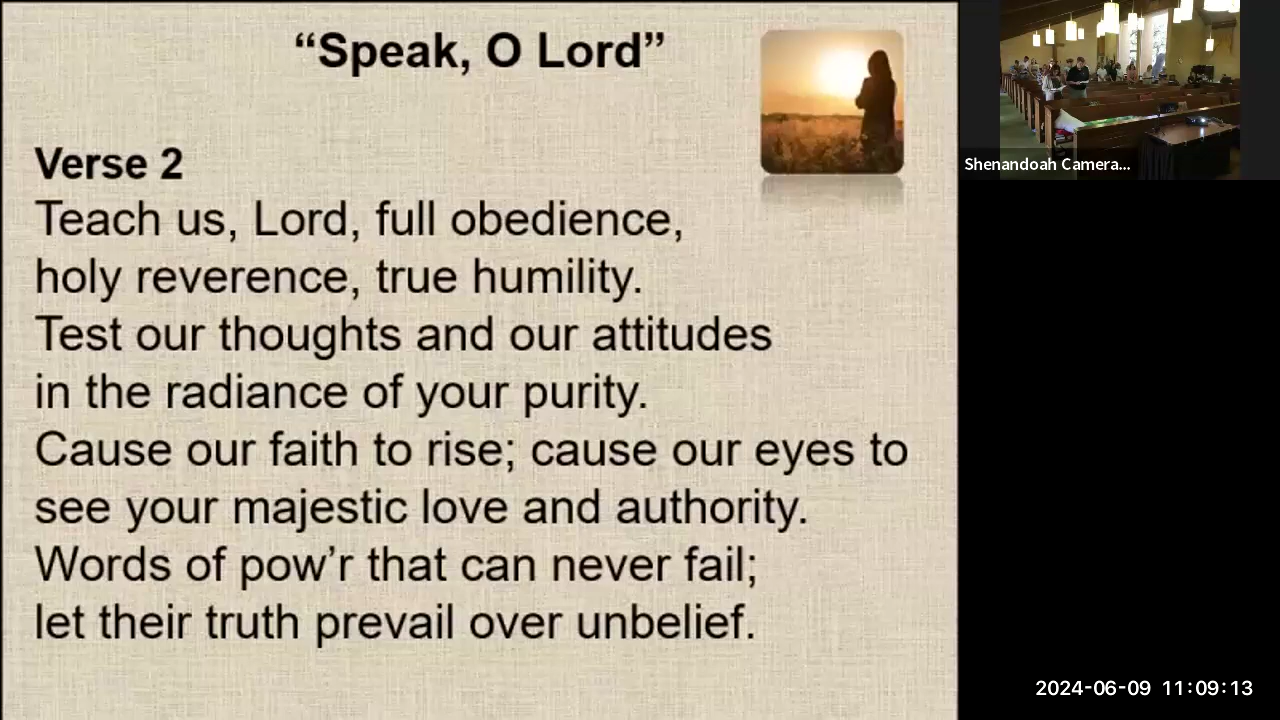 “Speak, O Lord”
Verse 2
Teach us, Lord, full obedience,
holy reverence, true humility.
Test our thoughts and our attitudes
in the radiance of your purity.
Cause our faith to rise; cause our eyes to
see your majestic love and authority.
Words of pow’r that can never fail;
let their truth prevail over unbelief.
Shenandoah Camera...
2024-06-09 11:09:13